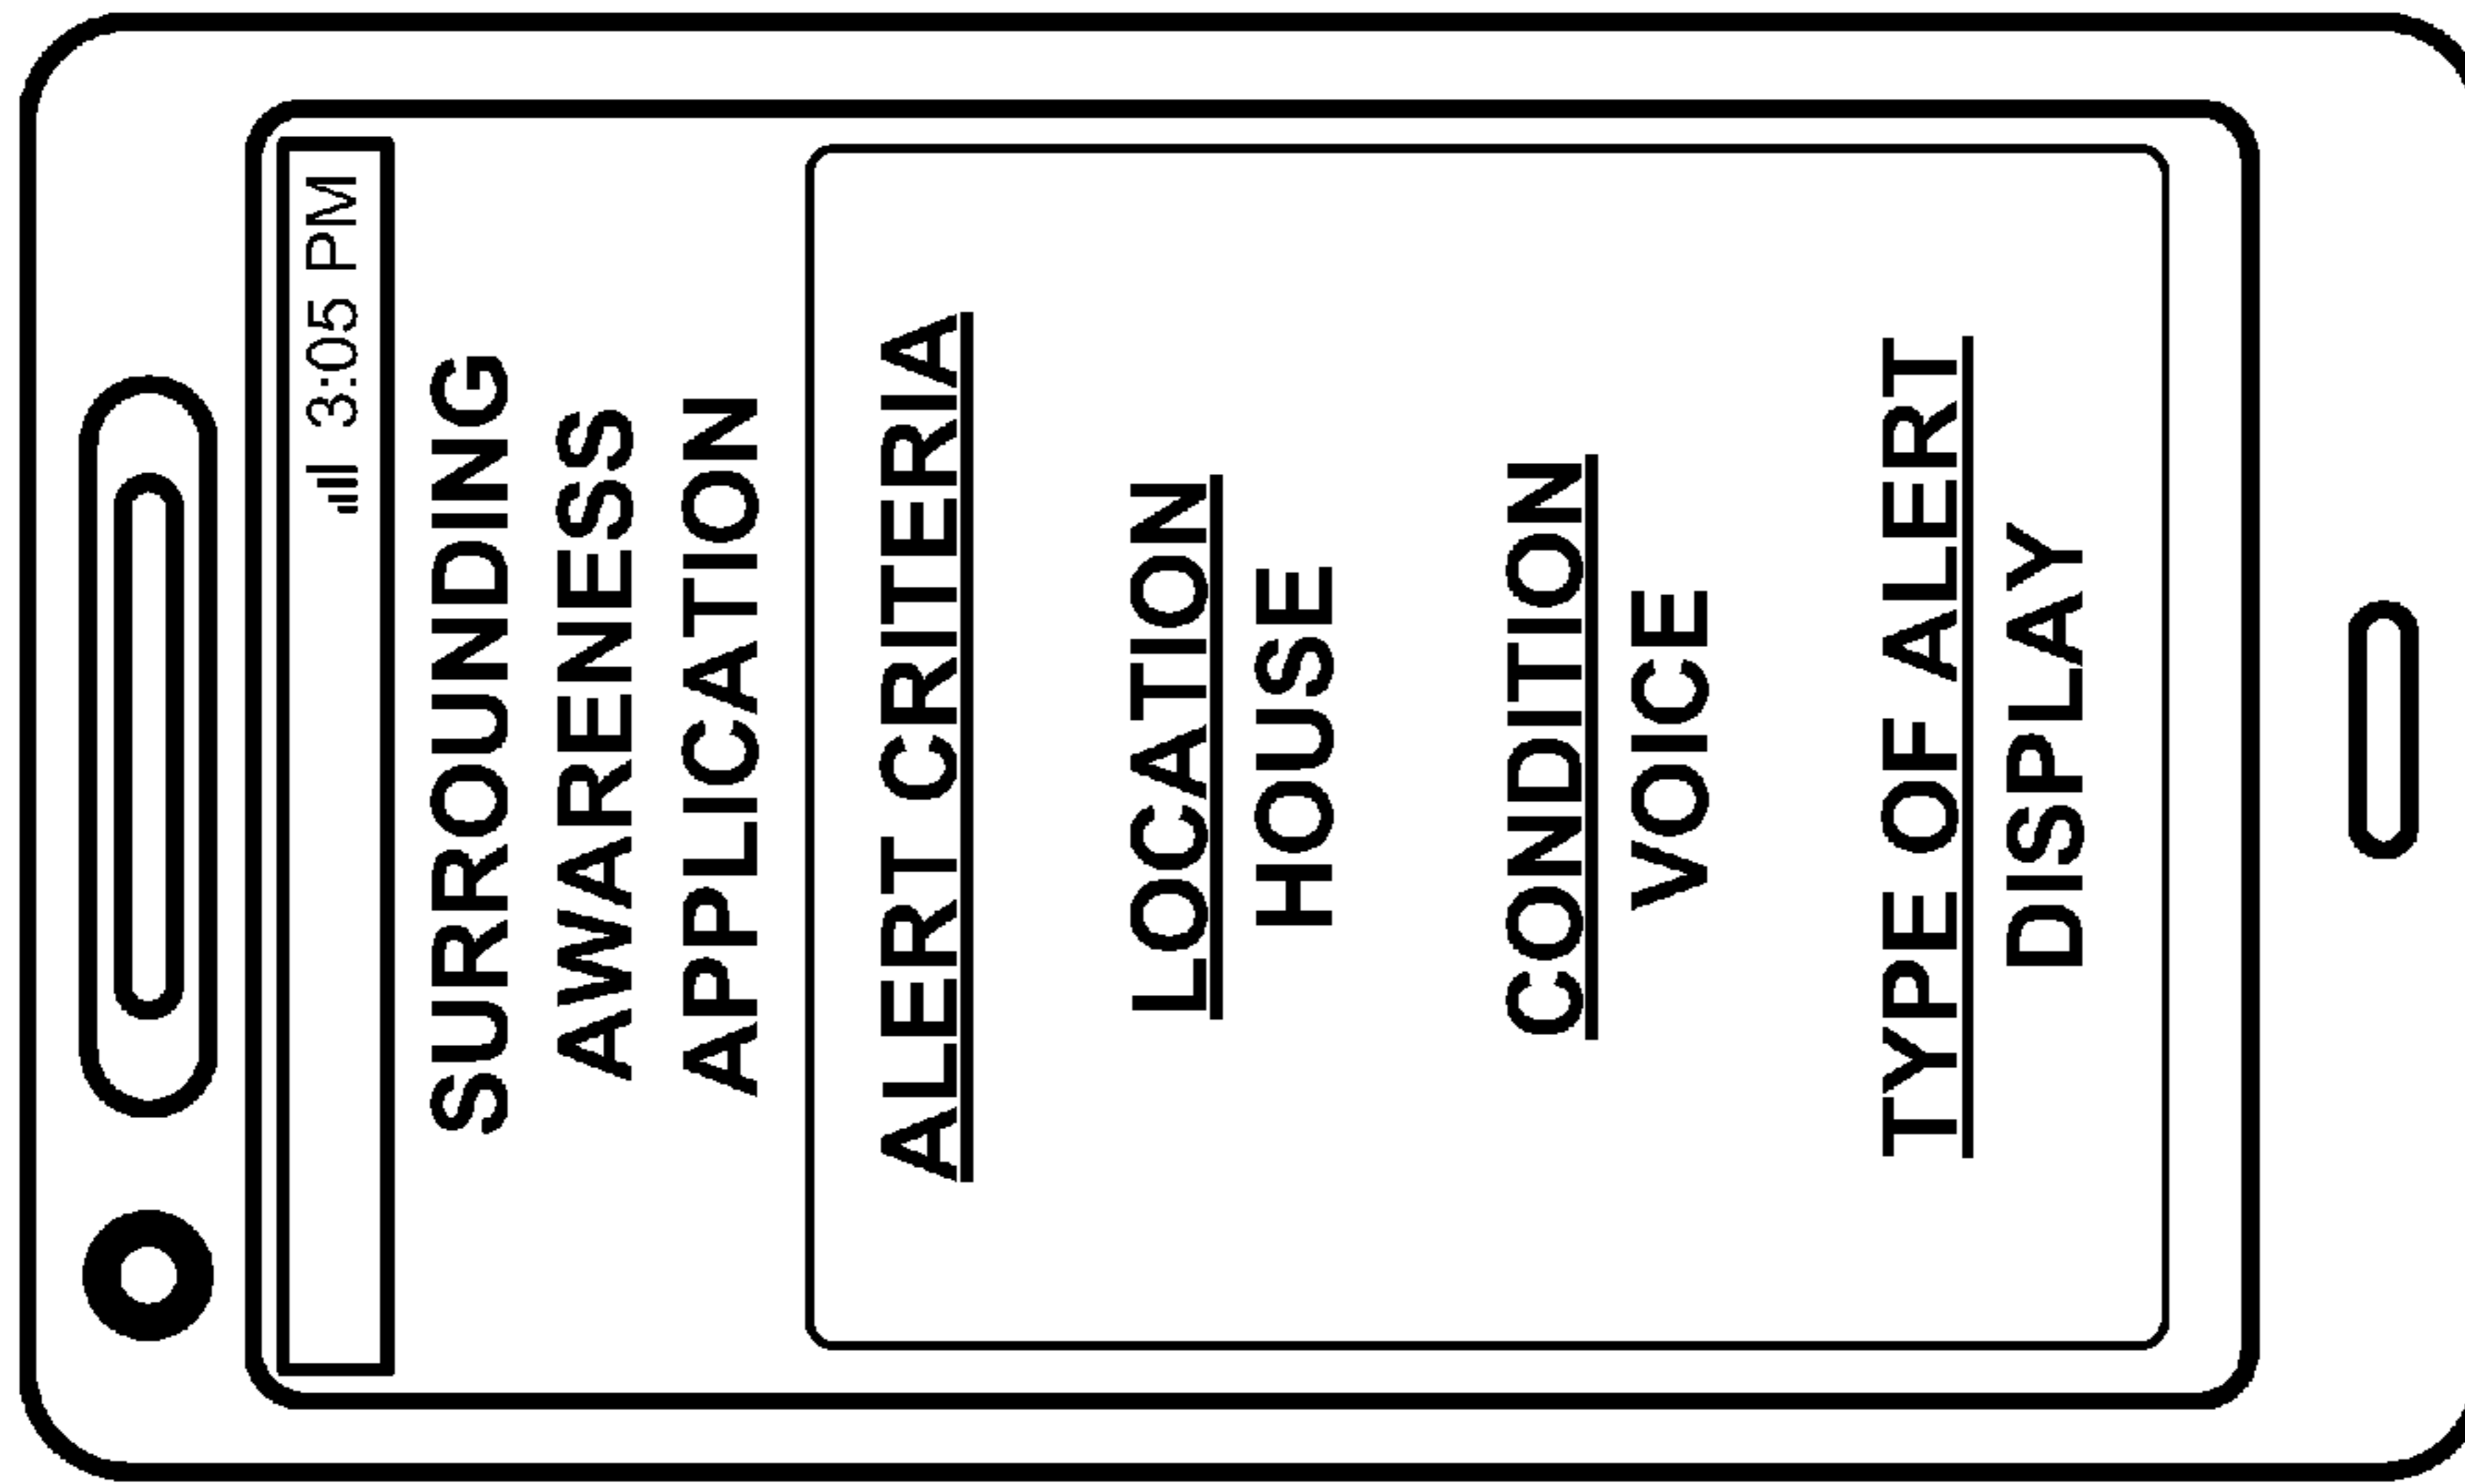 3:05 PM
SURROUNDING
AWARENESS
APPLICATION
ALERT CRITERIA
LOCATION
HOUSE
CONDITION
VOICE
TYPE OF ALERT
DISPLAY